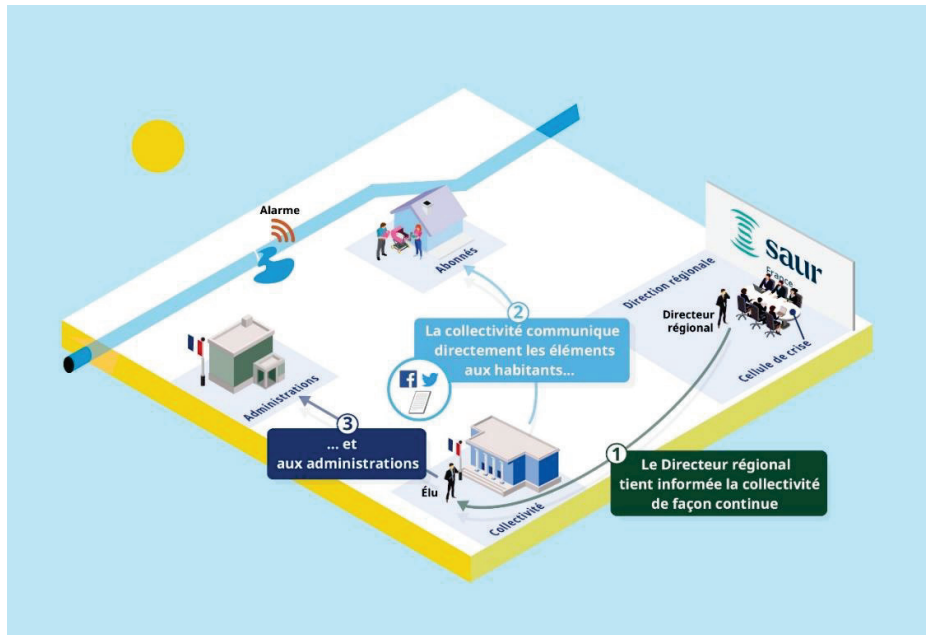 Alarme
Abonnés
saur
France
Direction régionale
Directeur
régional
Cellule de crise
2
La collectivité communique
directement les éléments
aux habitants...
Administrations
3
... et
aux administrations
1
Le Directeur régional
tient informée la collectivité
de façon continue
Élu
Collectivité